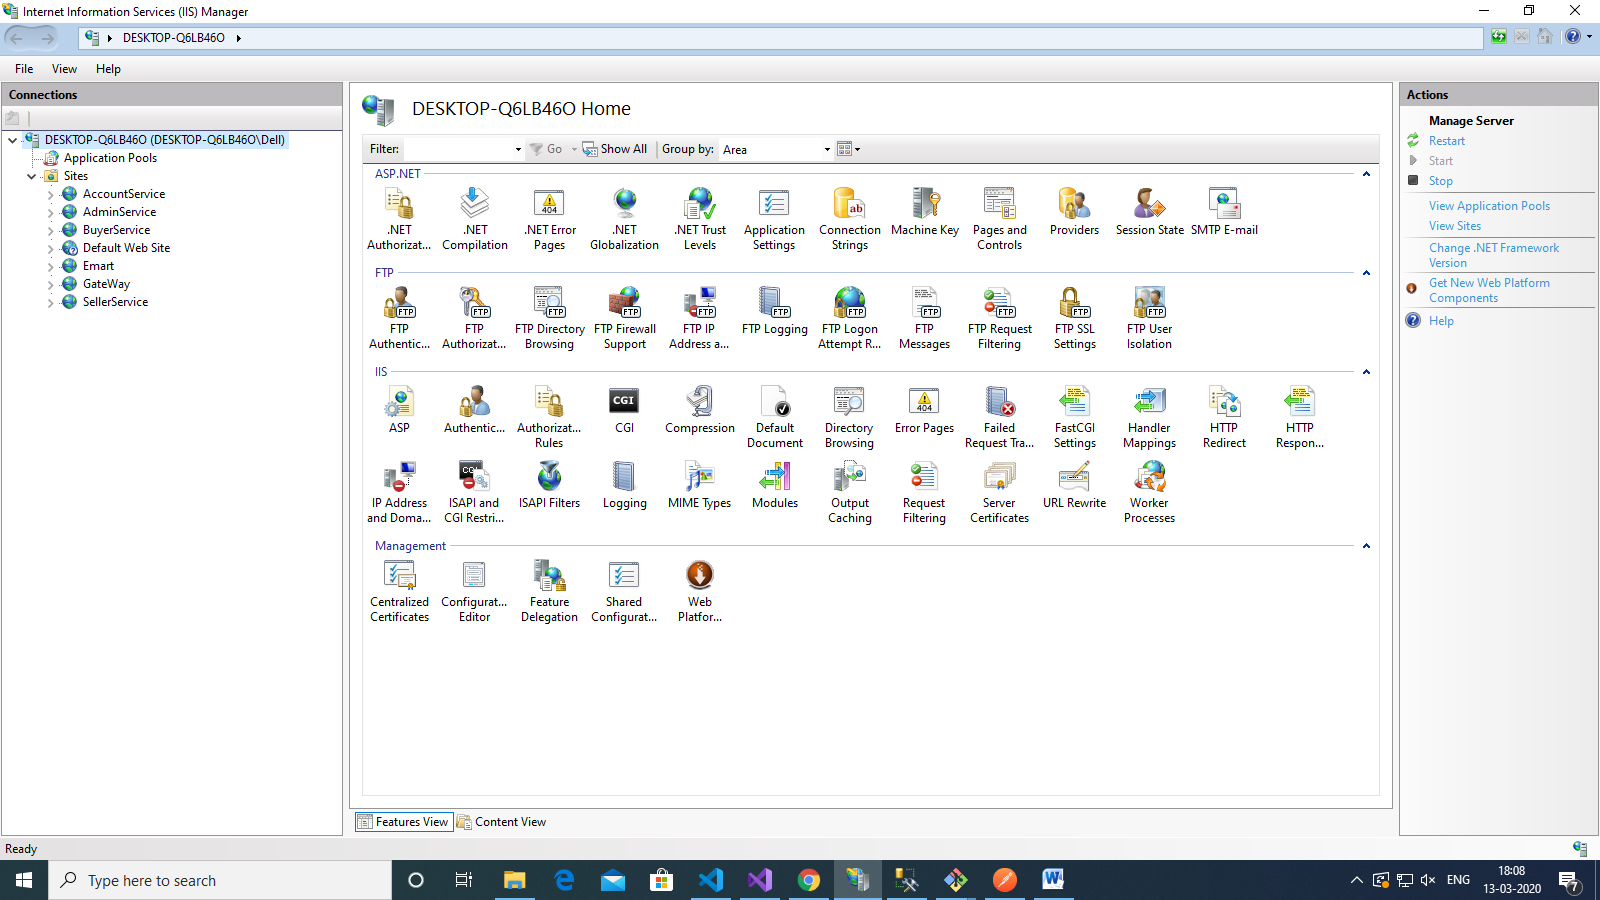 Internet Information Services (IIS) Manager
DESKTOP-Q6LB46O
File View Help
Connections
DESKTOP-Q6LB46O (DESKTOP-Q6LB46O\Dell)
Application Pools
Sites
AccountService
AdminService
BuyerService
Default Web Site
Emart
GateWay
SellerService
DESKTOP-Q6LB46O Home
Filter: Go Show All Group by: Area
ASP.NET
.NET Authorizat...
.NET Compilation
.NET Error Pages
.NET Globalization
.NET Trust Levels
Application Settings
Connection Strings
Machine Key
Pages and Controls
Providers
Session State
SMTP E-mail
FTP
FTP Authentic...
FTP Authorizat...
FTP Directory Browsing
FTP Firewall Support
FTP IP Address a...
FTP Logging
FTP Logon Attempt R...
FTP Messages
FTP Request Filtering
FTP SSL Settings
FTP User Isolation
IIS
ASP
Authentic...
Authorizat... Rules
CGI
Compression
Default Document
Directory Browsing
Error Pages
Failed Request Tra...
FastCGI Settings
Handler Mappings
HTTP Redirect
HTTP Respon...
IP Address and Doma...
ISAPI and CGI Restri...
ISAPI Filters
Logging
MIME Types
Modules
Output Caching
Request Filtering
Server Certificates
URL Rewrite
Worker Processes
Management
Centralized Certificates
Configurat... Editor
Feature Delegation
Shared Configurat...
Web Platfor...
Features View Content View
Actions
Manage Server
Restart
Start
Stop
View Application Pools
View Sites
Change .NET Framework
Version
Get New Web Platform
Components
Help
Ready
Type here to search
ENG
18:08
13-03-2020
7